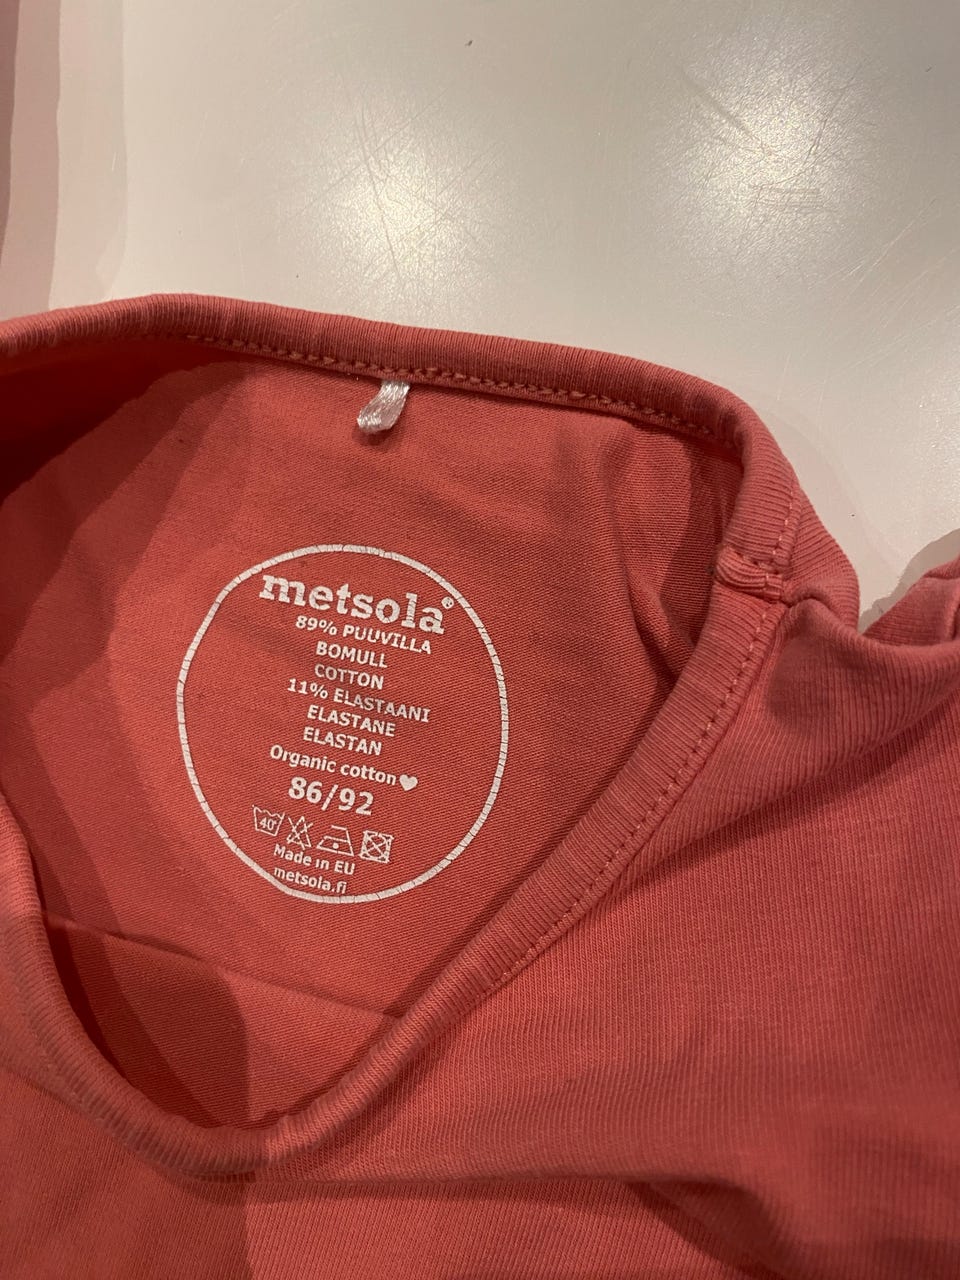 metsola®
89% PUUVILLA
BOMULL
COTTON
11% ELASTAANI
ELASTANE
ELASTAN
Organic cotton♥
86/92
40°
Made in EU
metsola.fi